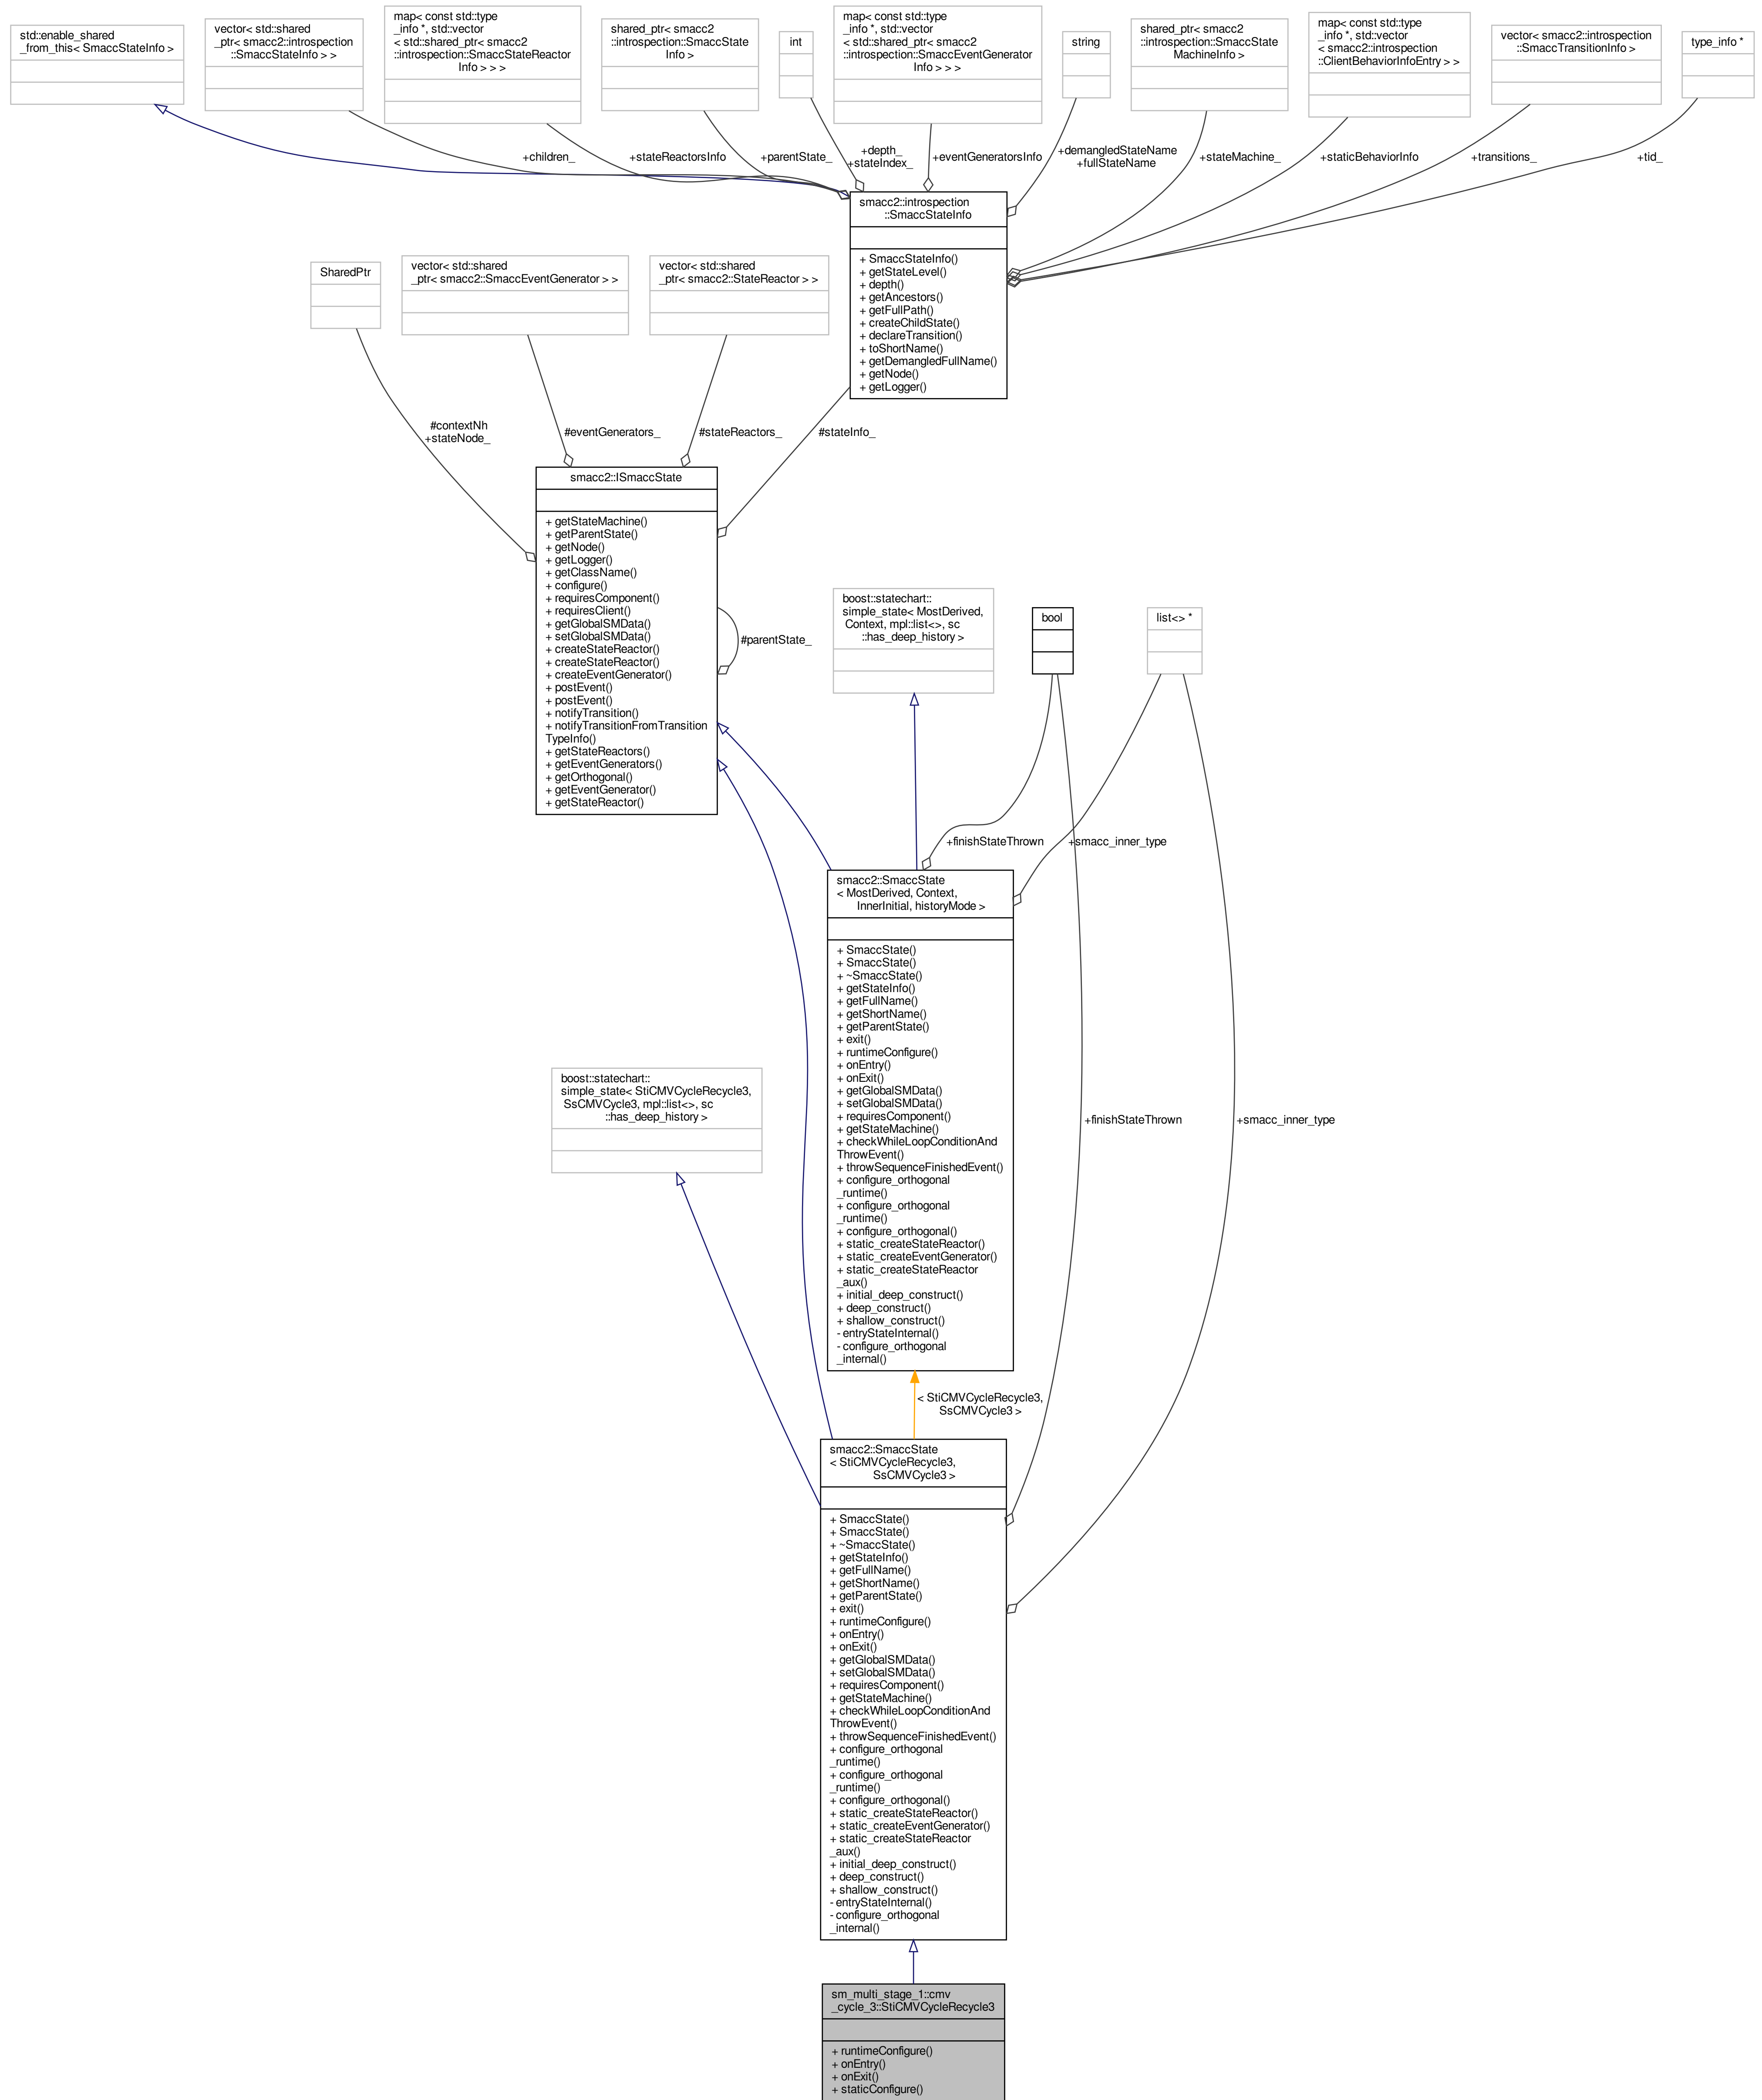 std::enable_shared
_from_this< SmaccStateInfo >
vector< std::shared
_ptr< smacc2::introspection
::SmaccStateInfo > >
map< const std::type
_info *, std::vector
< std::shared_ptr< smacc2
::introspection::SmaccStateReactor
Info > > >
shared_ptr< smacc2
::introspection::SmaccState
Info >
int
map< const std::type
_info *, std::vector
< std::shared_ptr< smacc2
::introspection::SmaccEventGenerator
Info > > >
string
shared_ptr< smacc2
::introspection::SmaccState
MachineInfo >
map< const std::type
_info *, std::vector
< smacc2::introspection
::ClientBehaviorInfoEntry > >
vector< smacc2::introspection
::SmaccTransitionInfo >
type_info *
+children_
+stateReactorsInfo
+parentState_
+depth_
+stateIndex_
+eventGeneratorsInfo
+demangledStateName
+fullStateName
+stateMachine_
+staticBehaviorInfo
+transitions_
+tid_
smacc2::introspection
::SmaccStateInfo
+ SmaccStateInfo()
+ getStateLevel()
+ depth()
+ getAncestors()
+ getFullPath()
+ createChildState()
+ declareTransition()
+ toShortName()
+ getDemangledFullName()
+ getNode()
+ getLogger()
SharedPtr
vector< std::shared
_ptr< smacc2::SmaccEventGenerator > >
vector< std::shared
_ptr< smacc2::StateReactor > >
#contextNh
+stateNode_
#eventGenerators_
#stateReactors_
#stateInfo_
smacc2::ISmaccState
+ getStateMachine()
+ getParentState()
+ getNode()
+ getLogger()
+ getClassName()
+ configure()
+ requiresComponent()
+ requiresClient()
+ getGlobalSMData()
+ setGlobalSMData()
+ createStateReactor()
+ createStateReactor()
+ createEventGenerator()
+ postEvent()
+ postEvent()
+ notifyTransition()
+ notifyTransitionFromTransition
TypeInfo()
+ getStateReactors()
+ getEventGenerators()
+ getOrthogonal()
+ getEventGenerator()
+ getStateReactor()
#parentState_
boost::statechart::
simple_state< MostDerived,
Context, mpl::list<>, sc
::has_deep_history >
bool
list<> *
+finishStateThrown
+smacc_inner_type
smacc2::SmaccState
< MostDerived, Context,
InnerInitial, historyMode >
+ SmaccState()
+ SmaccState()
+ ~SmaccState()
+ getStateInfo()
+ getFullName()
+ getShortName()
+ getParentState()
+ exit()
+ runtimeConfigure()
+ onEntry()
+ onExit()
+ getGlobalSMData()
+ setGlobalSMData()
+ requiresComponent()
+ getStateMachine()
+ checkWhileLoopConditionAnd
ThrowEvent()
+ throwSequenceFinishedEvent()
+ configure_orthogonal
_runtime()
+ configure_orthogonal
_runtime()
+ configure_orthogonal()
+ static_createStateReactor()
+ static_createEventGenerator()
+ static_createStateReactor
_aux()
+ initial_deep_construct()
+ deep_construct()
+ shallow_construct()
- entryStateInternal()
- configure_orthogonal
_internal()
boost::statechart::
simple_state< StiCMVCycleRecycle3,
SsCMVCycle3, mpl::list<>, sc
::has_deep_history >
+finishStateThrown
+smacc_inner_type
< StiCMVCycleRecycle3,
SsCMVCycle3 >
smacc2::SmaccState
< StiCMVCycleRecycle3,
SsCMVCycle3 >
+ SmaccState()
+ SmaccState()
+ ~SmaccState()
+ getStateInfo()
+ getFullName()
+ getShortName()
+ getParentState()
+ exit()
+ runtimeConfigure()
+ onEntry()
+ onExit()
+ getGlobalSMData()
+ setGlobalSMData()
+ requiresComponent()
+ getStateMachine()
+ checkWhileLoopConditionAnd
ThrowEvent()
+ throwSequenceFinishedEvent()
+ configure_orthogonal
_runtime()
+ configure_orthogonal
_runtime()
+ configure_orthogonal()
+ static_createStateReactor()
+ static_createEventGenerator()
+ static_createStateReactor
_aux()
+ initial_deep_construct()
+ deep_construct()
+ shallow_construct()
- entryStateInternal()
- configure_orthogonal
_internal()
sm_multi_stage_1::cmv
_cycle_3::StiCMVCycleRecycle3
+ runtimeConfigure()
+ onEntry()
+ onExit()
+ staticConfigure()